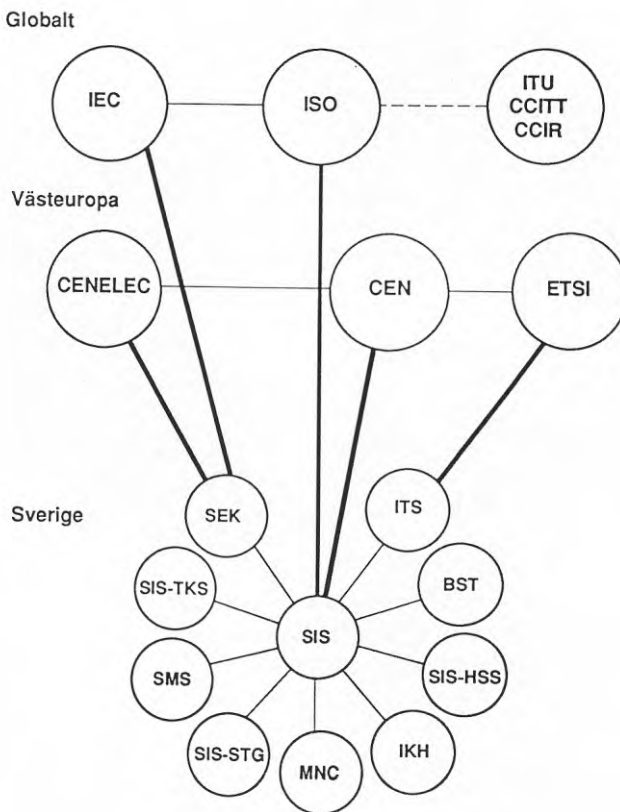 Globalt
IEC
ISO
ITU
CCITT
CCIR
Västeuropa
CENELEC
CEN
ETSI
Sverige
SEK
ITS
SIS-TKS
BST
SIS
SMS
SIS-HSS
SIS-STG
MNC
IKH